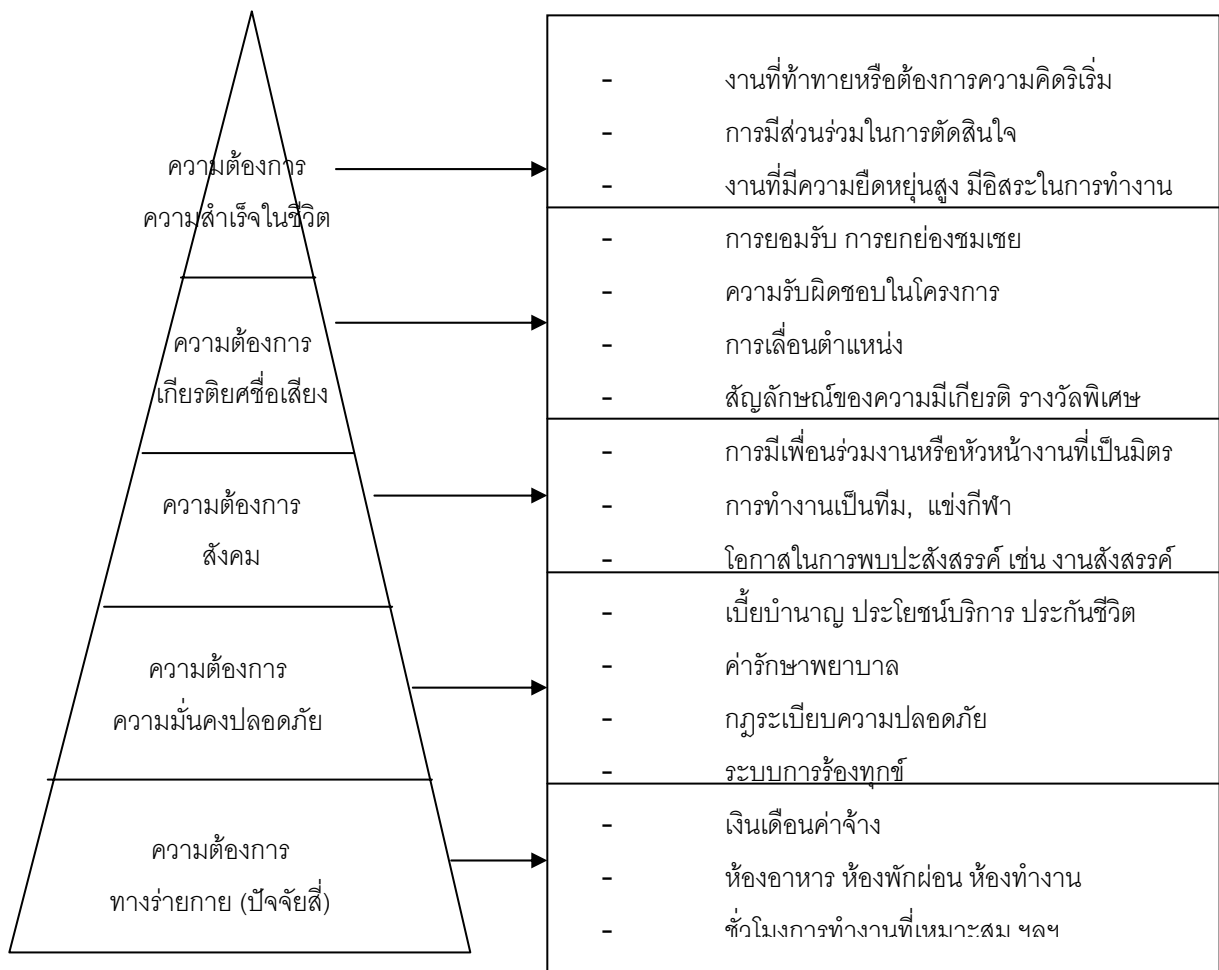 ความต้องการ
ความสำเร็จในชีวิต
- งานที่ท้าทายหรือต้องการความคิดริเริ่ม
- การมีส่วนร่วมในการตัดสินใจ
- งานที่มีความยืดหยุ่นสูง มีอิสระในการทำงาน
ความต้องการ
เกียรติยศชื่อเสียง
- การยอมรับ การยกย่องชมเชย
- ความรับผิดชอบในโครงการ
- การเลื่อนตำแหน่ง
- สัญลักษณ์ของความมีเกียรติ รางวัลพิเศษ
ความต้องการ
สังคม
- การมีเพื่อนร่วมงานหรือหัวหน้างานที่เป็นมิตร
- การทำงานเป็นทีม, แข่งกีฬา
- โอกาสในการพบปะสังสรรค์ เช่น งานสังสรรค์
ความต้องการ
ความมั่นคงปลอดภัย
- เบี้ยบำนาญ ประโยชน์บริการ ประกันชีวิต
- ค่ารักษาพยาบาล
- กฎระเบียบความปลอดภัย
- ระบบการร้องทุกข์
ความต้องการ
ทางร่ายกาย (ปัจจัยสี่)
- เงินเดือนค่าจ้าง
- ห้องอาหาร ห้องพักผ่อน ห้องทำงาน
- ชั่วโมงการทำงานที่เหมาะสม ฯลฯ